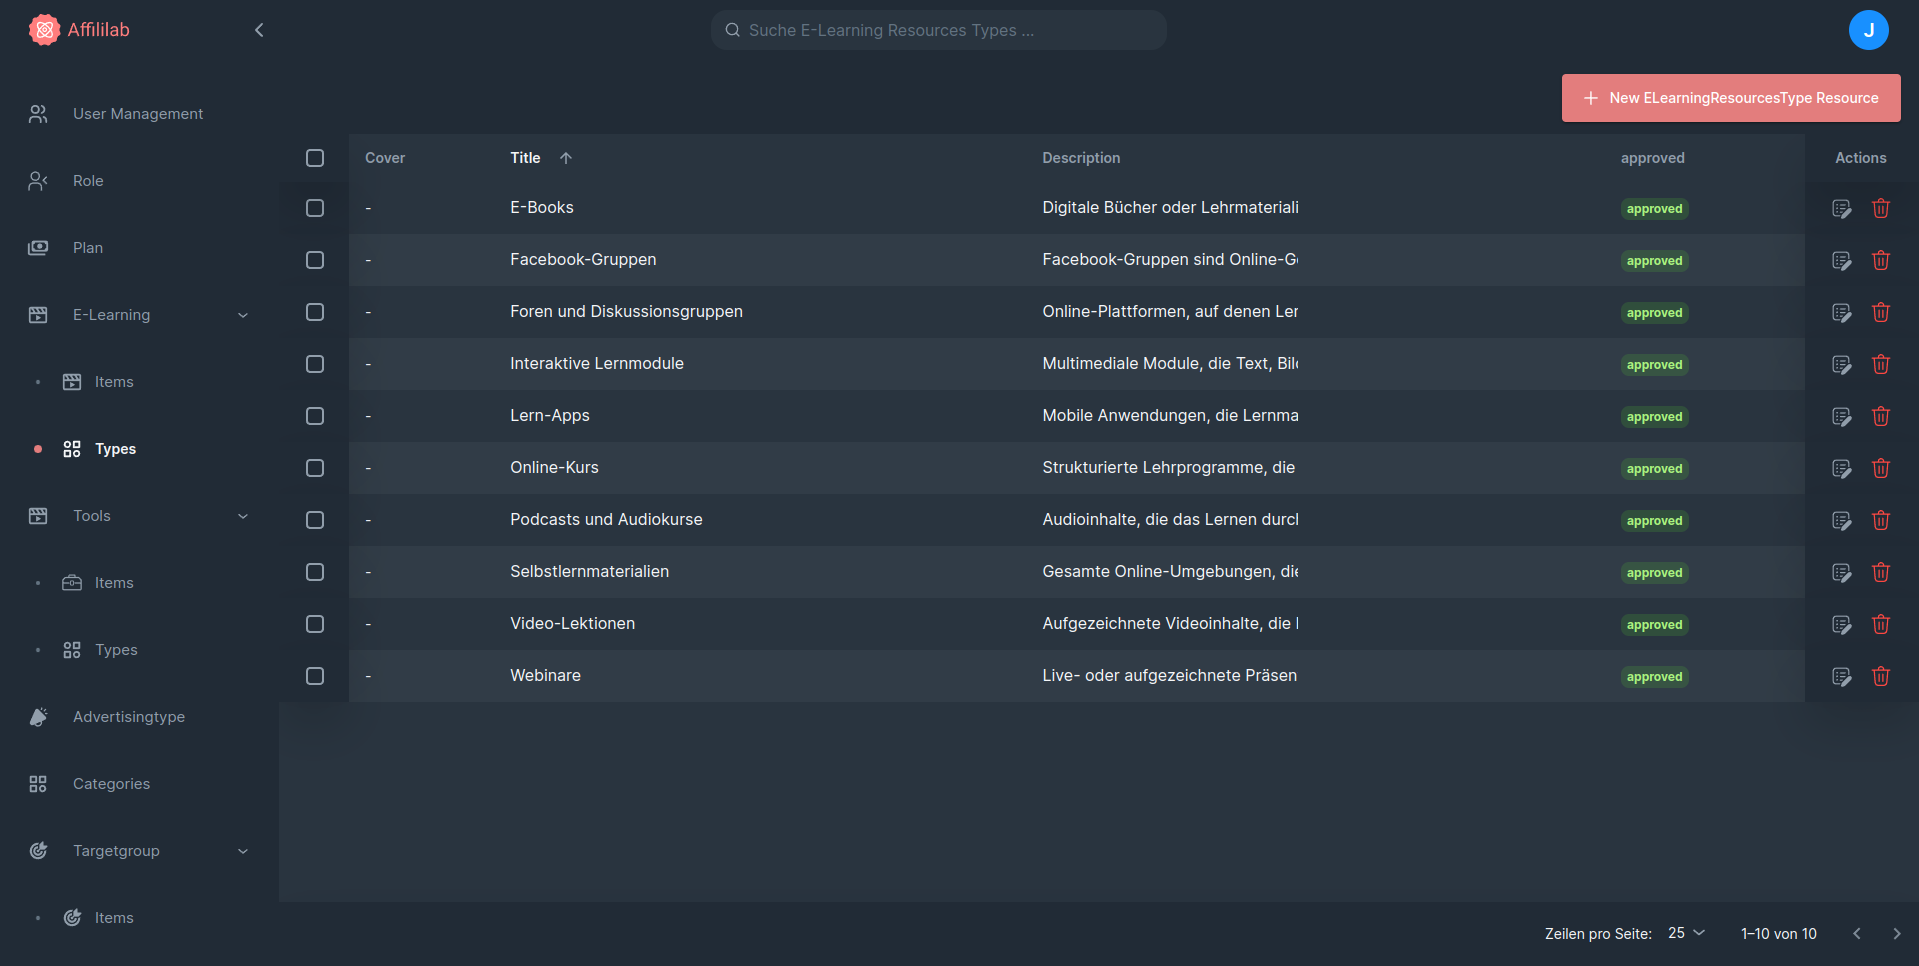 Affililab
Suche E-Learning Resources Types ...
J
User Management
Role
Plan
E-Learning
Items
Types
Tools
Items
Types
Advertisingtype
Categories
Targetgroup
Items
New ELearningResourcesType Resource
Cover Title Description approved Actions
- E-Books Digitale Bücher oder Lehrmateriali approved
- Facebook-Gruppen Facebook-Gruppen sind Online-G approved
- Foren und Diskussionsgruppen Online-Plattformen, auf denen Ler approved
- Interaktive Lernmodule Multimediale Module, die Text, Bil approved
- Lern-Apps Mobile Anwendungen, die Lernma approved
- Online-Kurs Strukturierte Lehrprogramme, die approved
- Podcasts und Audiokurse Audioinhalte, die das Lernen durc approved
- Selbstlernmaterialien Gesamte Online-Umgebungen, die approved
- Video-Lektionen Aufgezeichnete Videoinhalte, die approved
- Webinare Live- oder aufgezeichnete Präsen approved
Zeilen pro Seite: 25 1–10 von 10